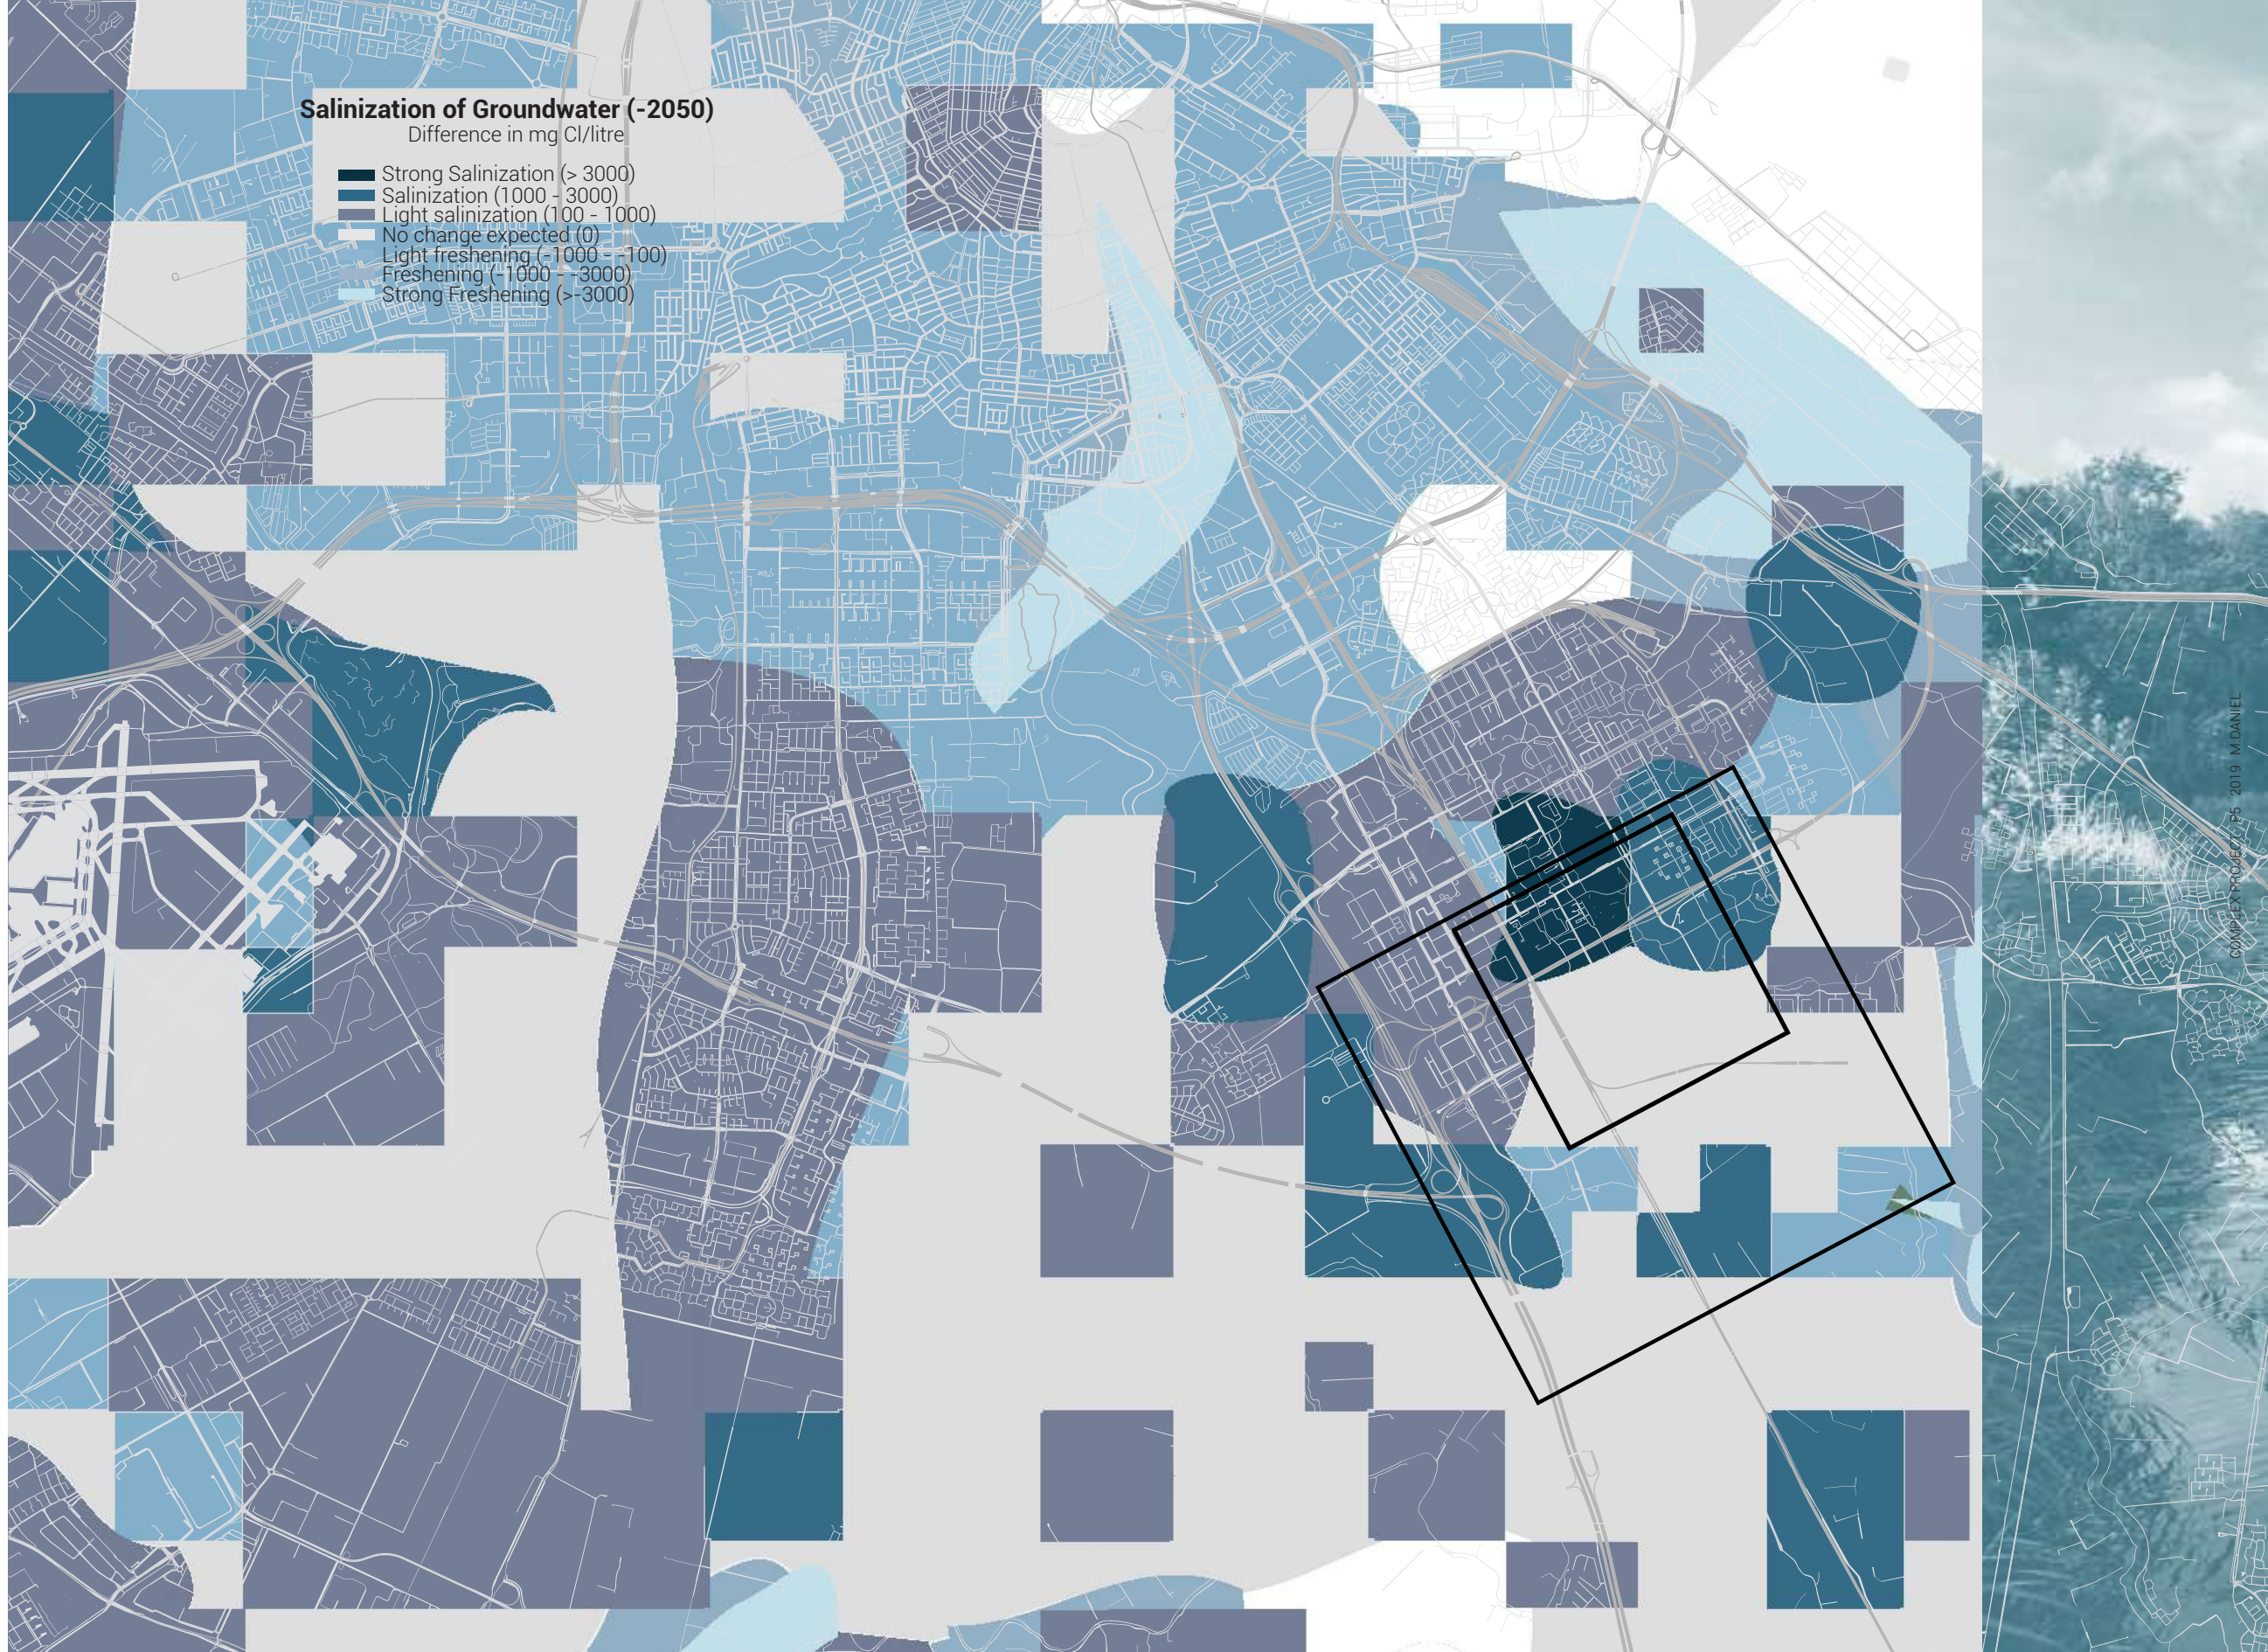 Salinization of Groundwater (-2050)
Difference in mg Cl/litre
Strong Salinization (> 3000)
Salinization (1000 - 3000)
Light salinization (100 - 1000)
No change expected (0)
Light freshening (-1000 - -100)
Freshening (-1000 - -3000)
Strong Freshening (>-3000)
COMPLEX PROJECT P5 2019 M.DANIEL